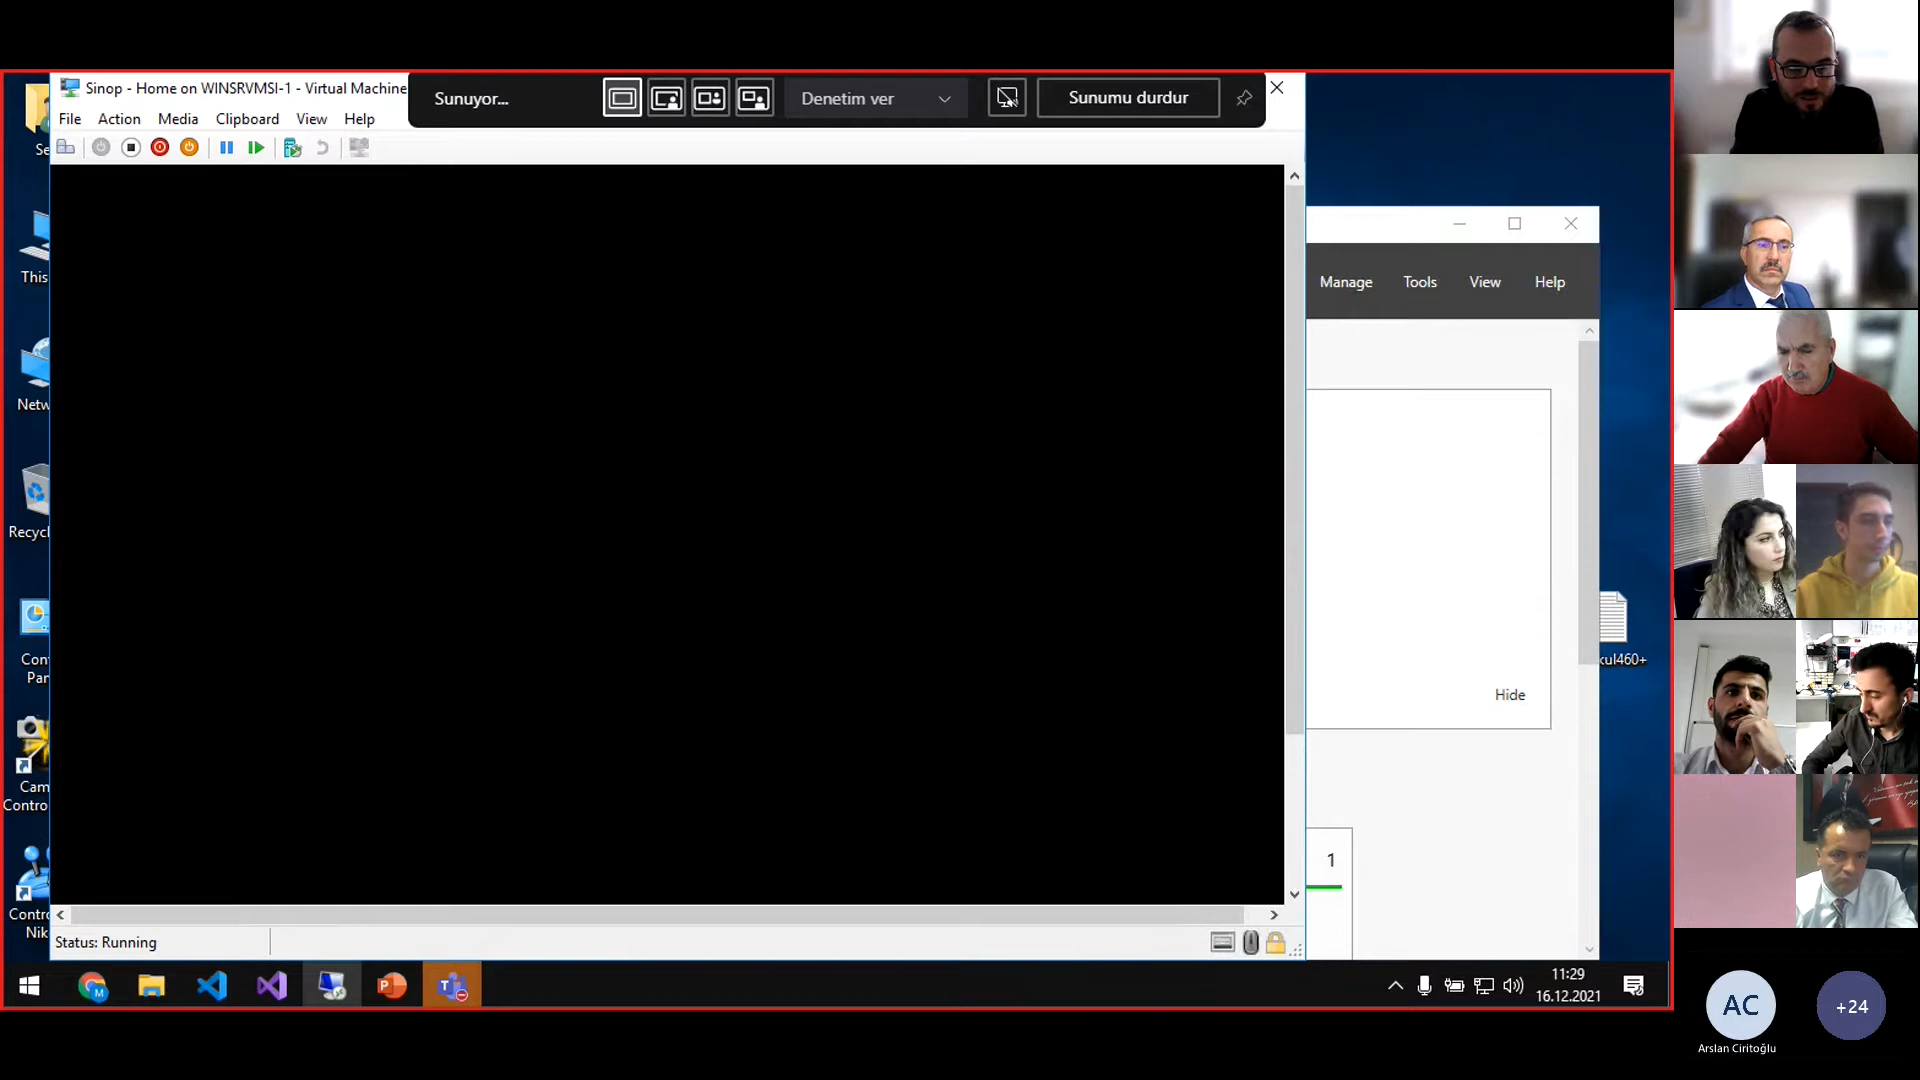 Sinop - Home on WINSRVMSI-1 - Virtual Machine
Sunuyor...
Denetim ver
Sunumu durdur
File Action Media Clipboard View Help
Se
This
Netw
Recycl
Con
Par
Cam
Contro
Contro
Nik
Manage Tools View Help
Hide
1
kul460+
Status: Running
11:29
16.12.2021
AC
Arslan Ciritoğlu
+24